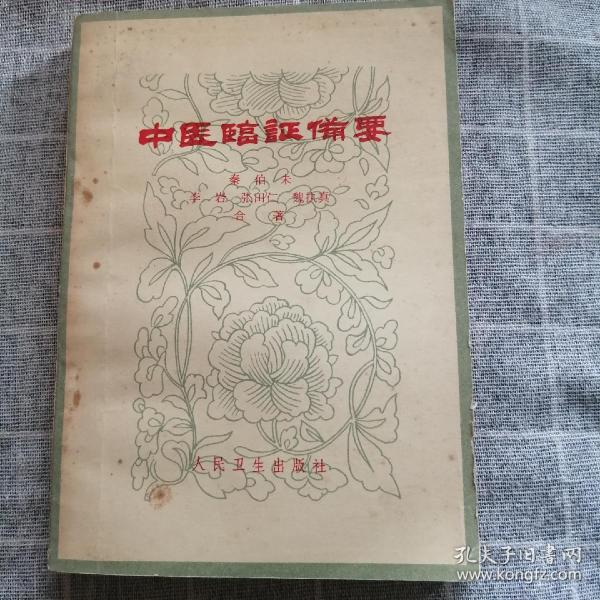 中医臨証備要
秦伯未
李岩 张田仁 魏执真
合著
人民卫生出版社
孔夫子旧書网
www.kongfz.com